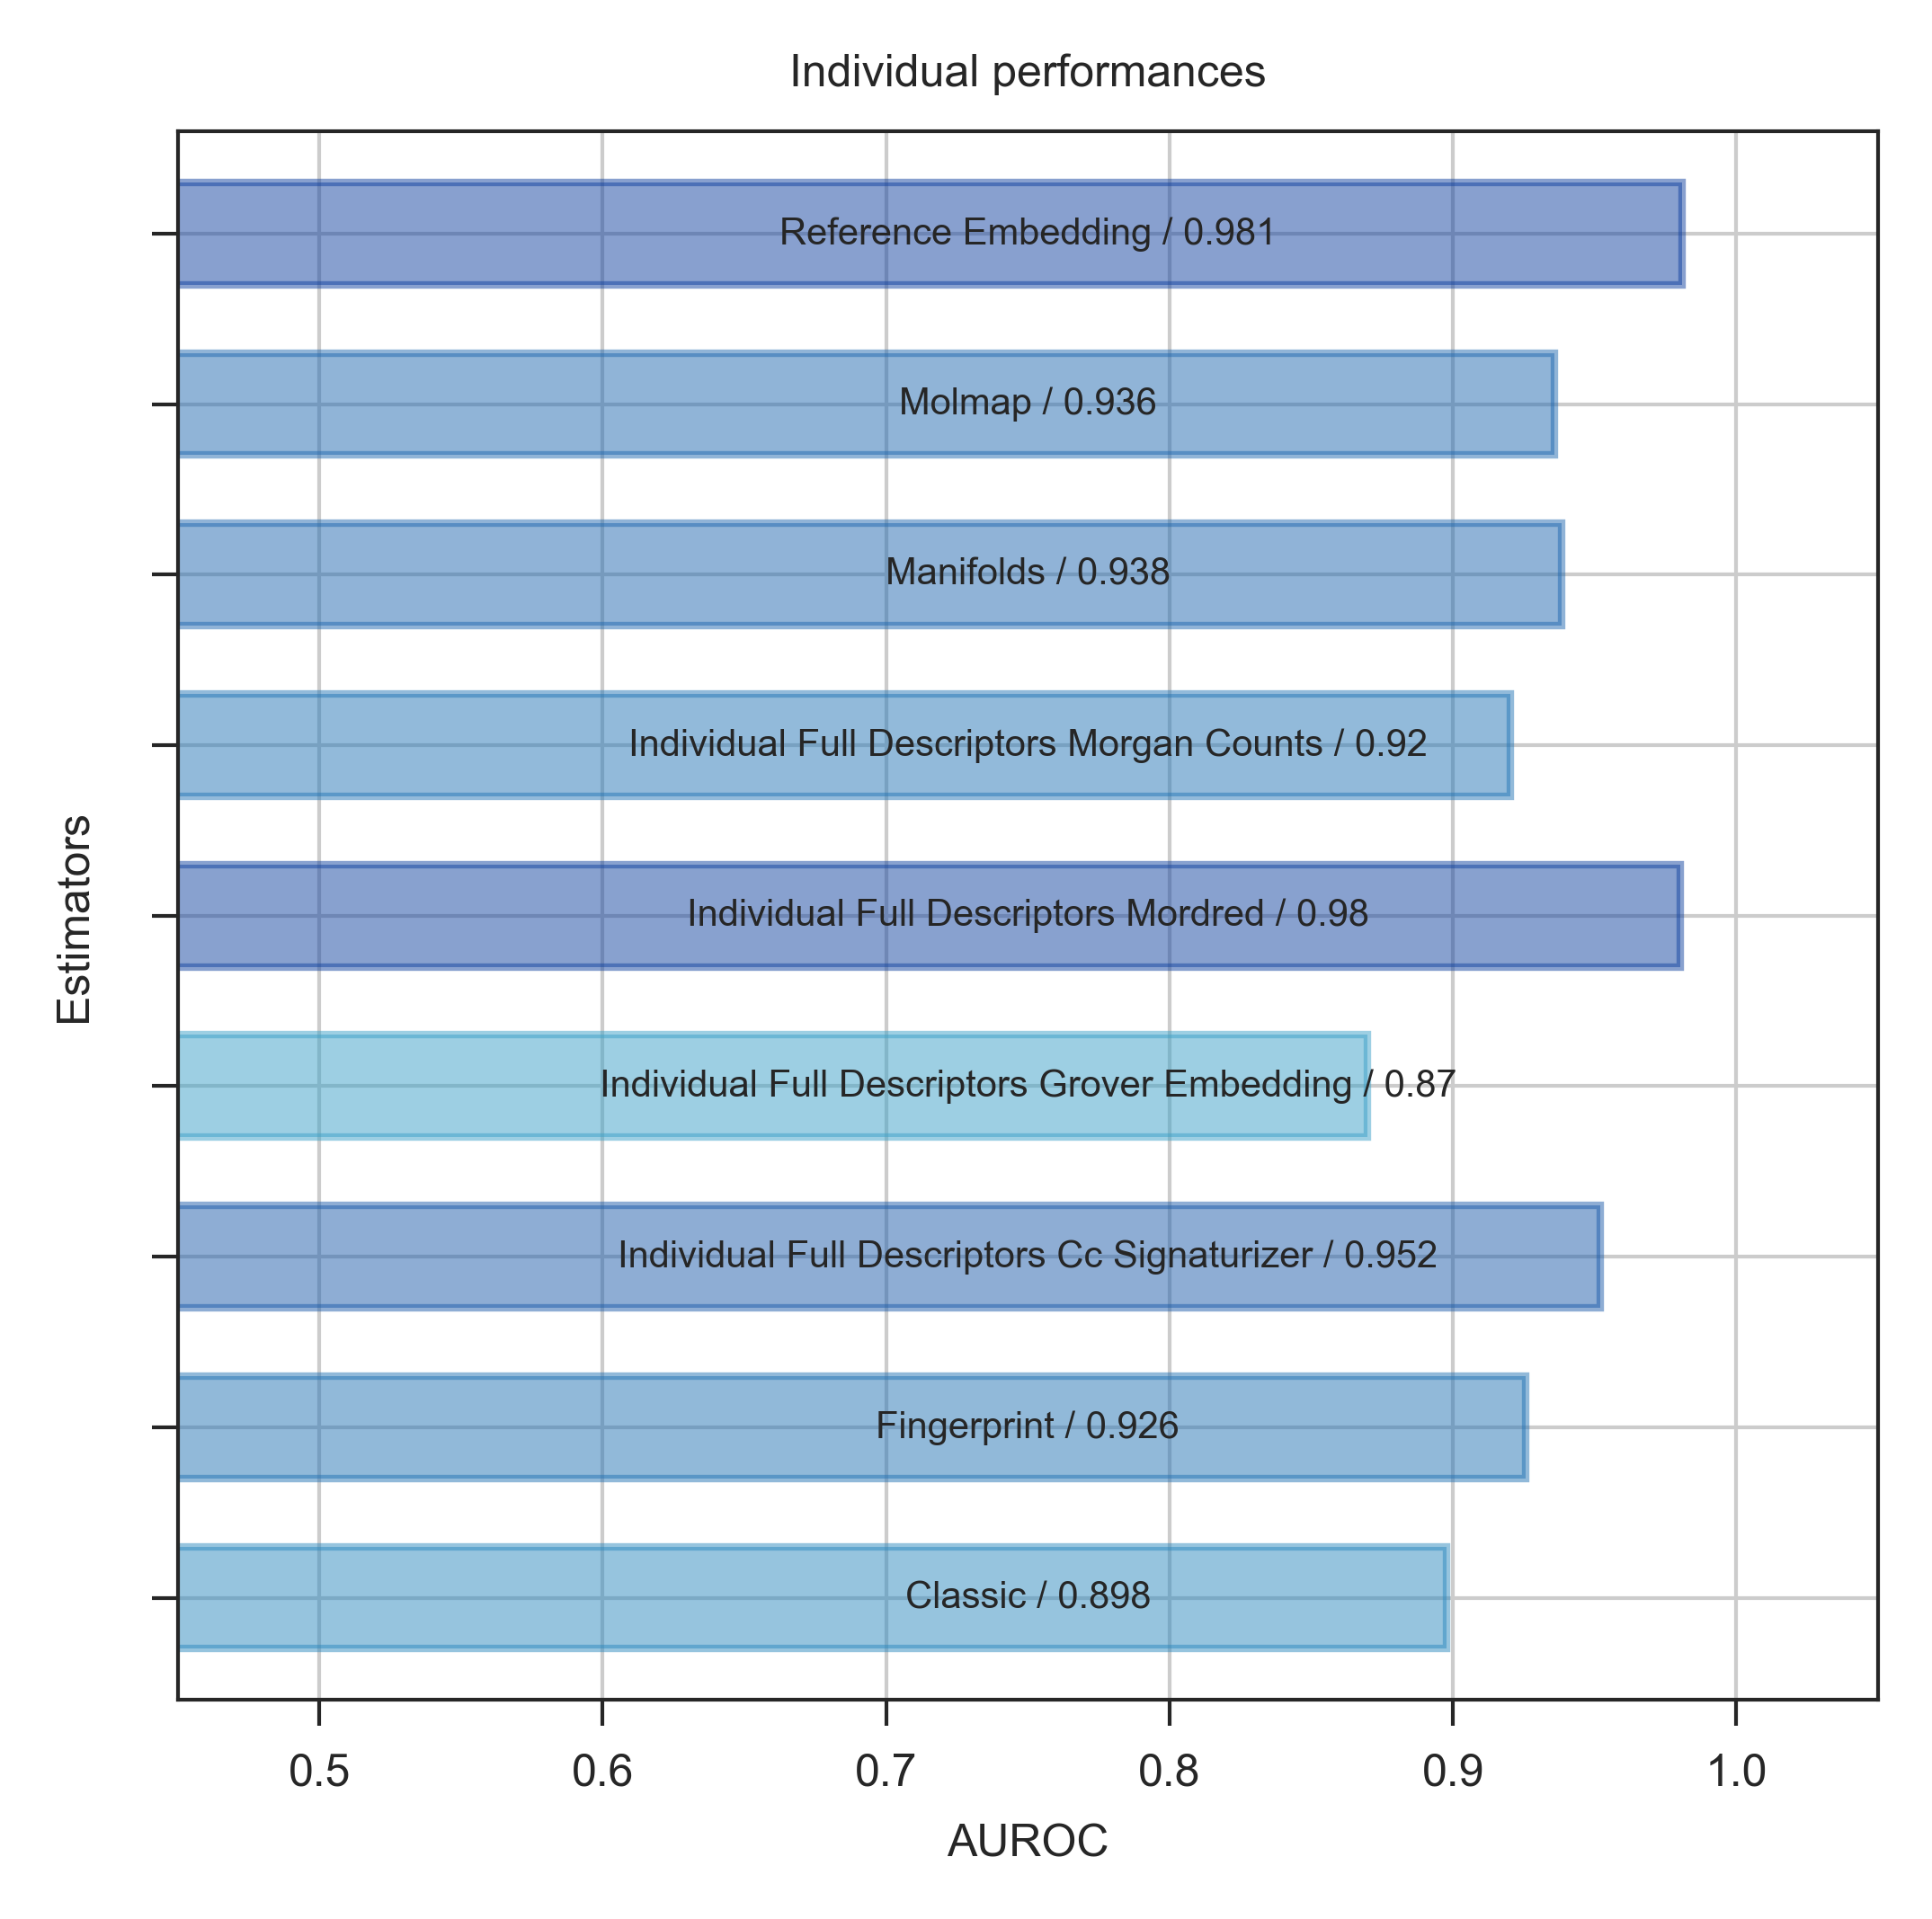 Individual performances
Reference Embedding / 0.981
Molmap / 0.936
Manifolds / 0.938
Individual Full Descriptors Morgan Counts / 0.92
Individual Full Descriptors Mordred / 0.98
Individual Full Descriptors Grover Embedding / 0.87
Individual Full Descriptors Cc Signaturizer / 0.952
Fingerprint / 0.926
Classic / 0.898
Estimators
0.5 0.6 0.7 0.8 0.9 1.0
AUROC